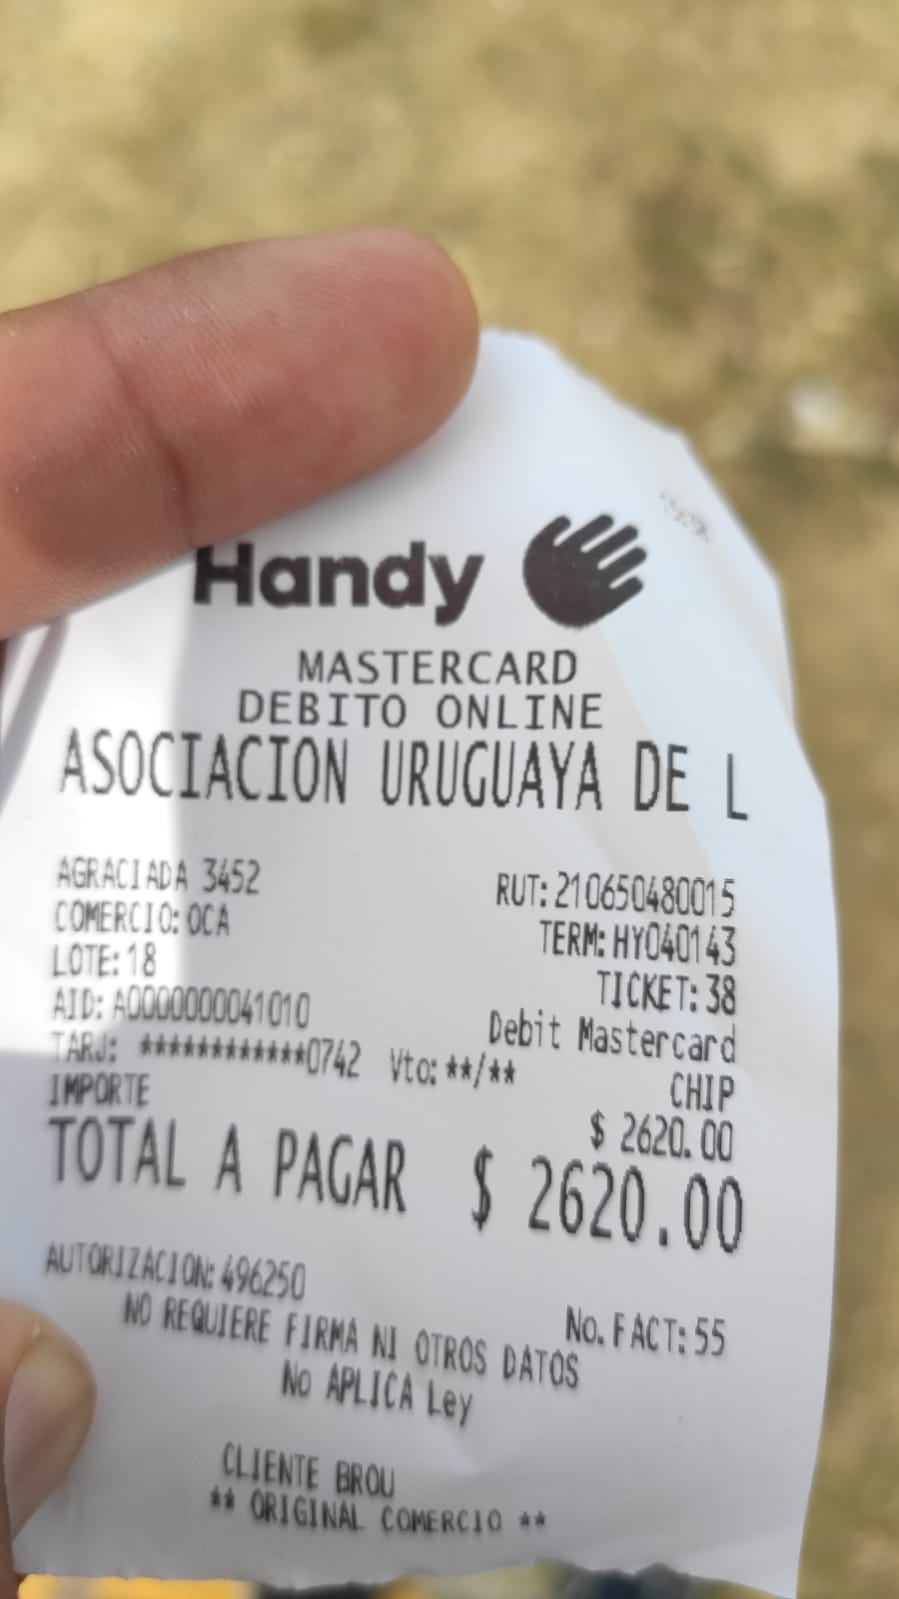 Handy
MASTERCARD
DEBITO ONLINE
ASOCIACION URUGUAYA DE L
AGRACIADA 3452 RUT: 210650480015
COMERCIO: OCA TERM: HY040143
LOTE: 18 TICKET: 38
AID: A0000000041010 Debit Mastercard
TARJ: ************0742 Vto: **/** CHIP
IMPORTE $ 2620.00
TOTAL A PAGAR $ 2620.00
AUTORIZACION: 496250 No. FACT: 55
NO REQUIERE FIRMA NI OTROS DATOS
No APLICA Ley
CLIENTE BROU
** ORIGINAL COMERCIO **